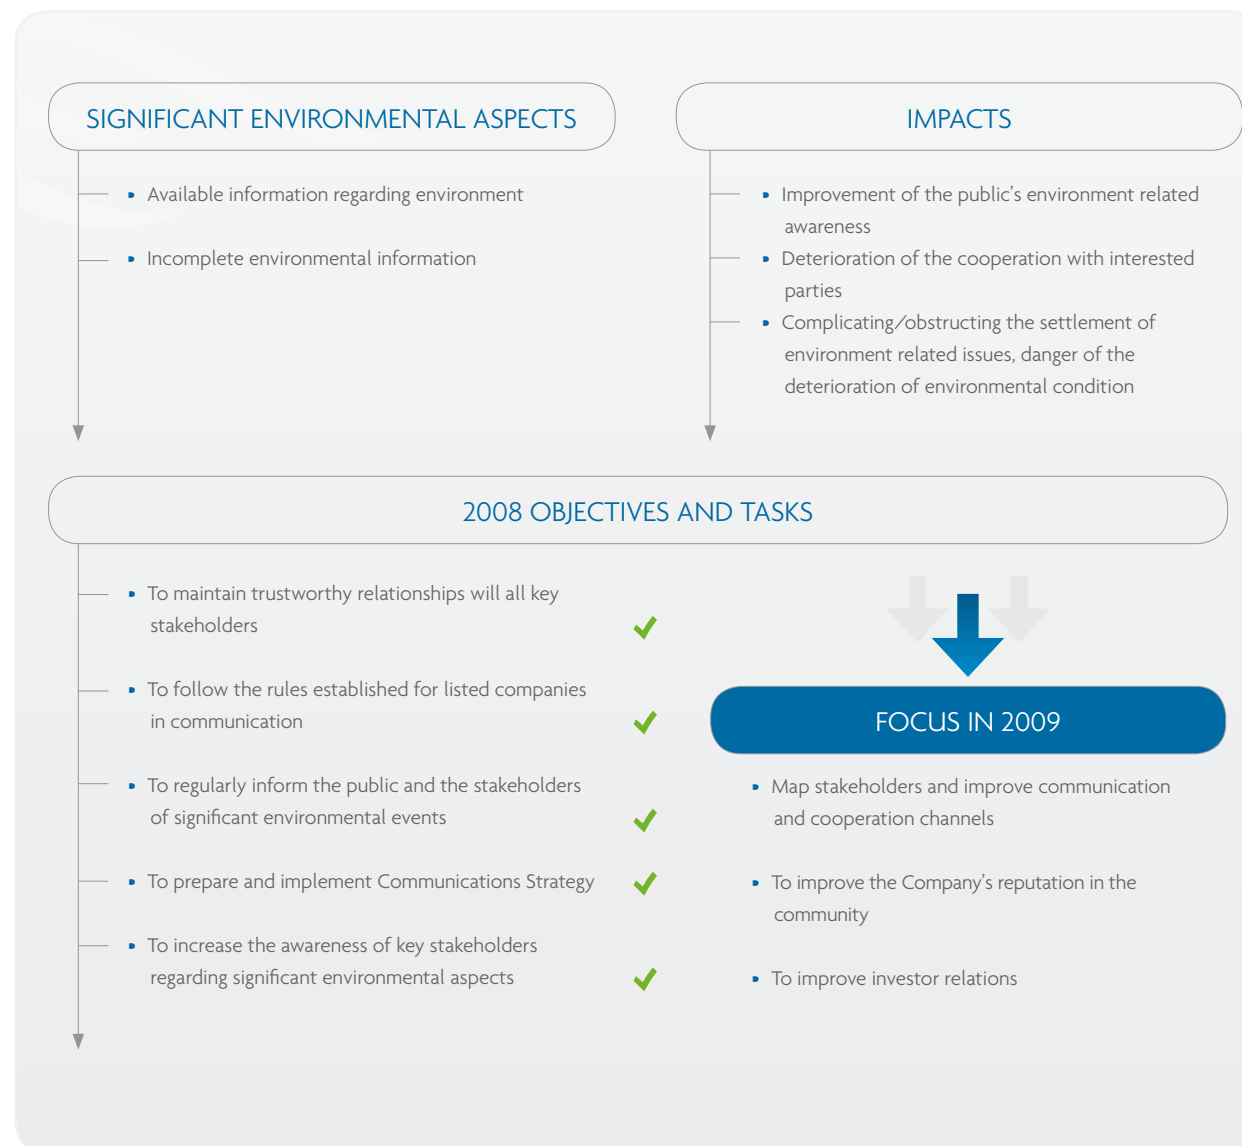 SIGNIFICANT ENVIRONMENTAL ASPECTS
Available information regarding environment
Incomplete environmental information
IMPACTS
Improvement of the public's environment related
awareness
Deterioration of the cooperation with interested
parties
Complicating/obstructing the settlement of
environment related issues, danger of the
deterioration of environmental condition
2008 OBJECTIVES AND TASKS
To maintain trustworthy relationships will all key
stakeholders
To follow the rules established for listed companies
in communication
To regularly inform the public and the stakeholders
of significant environmental events
To prepare and implement Communications Strategy
To increase the awareness of key stakeholders
regarding significant environmental aspects
FOCUS IN 2009
Map stakeholders and improve communication
and cooperation channels
To improve the Company's reputation in the
community
To improve investor relations